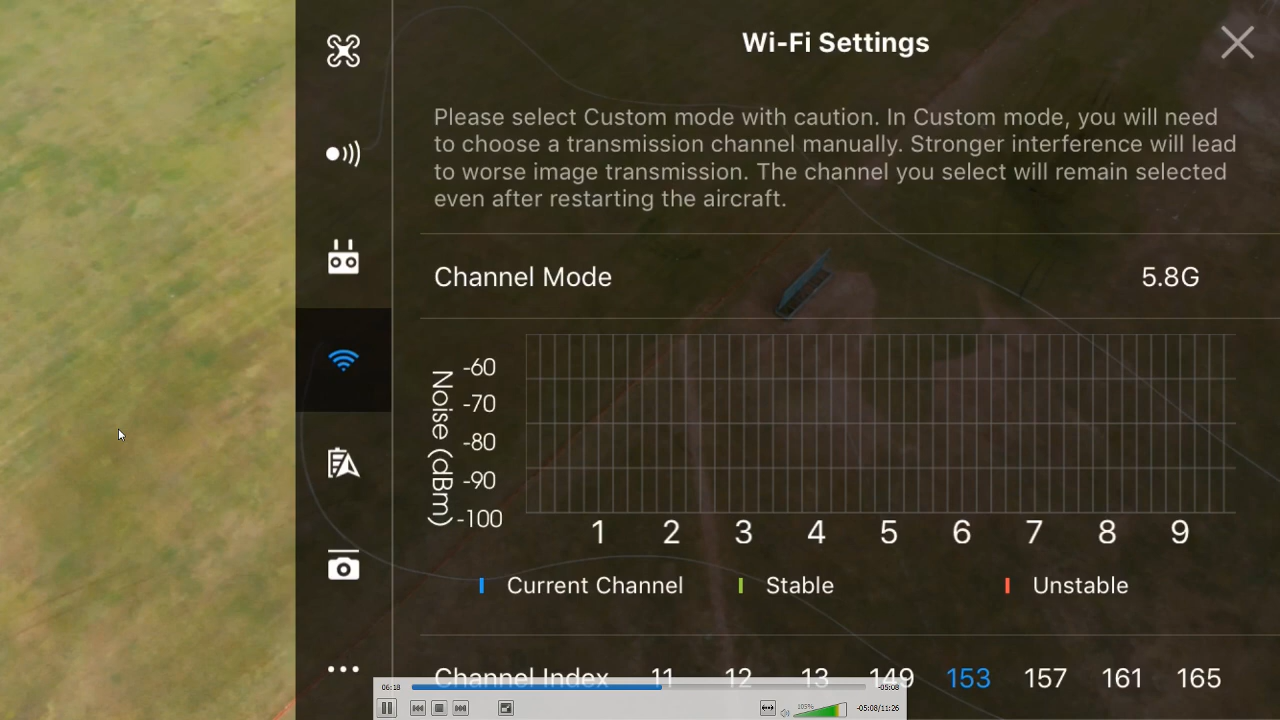 Wi-Fi Settings
Please select Custom mode with caution. In Custom mode, you will need
to choose a transmission channel manually. Stronger interference will lead
to worse image transmission. The channel you select will remain selected
even after restarting the aircraft.
Channel Mode 5.8G
Noise (dBm)
-60
-70
-80
-90
-100
1 2 3 4 5 6 7 8 9
Current Channel Stable Unstable
Channel Index 11 12 13 149 153 157 161 165
06:18 -05:08
105% -05:08/11:26